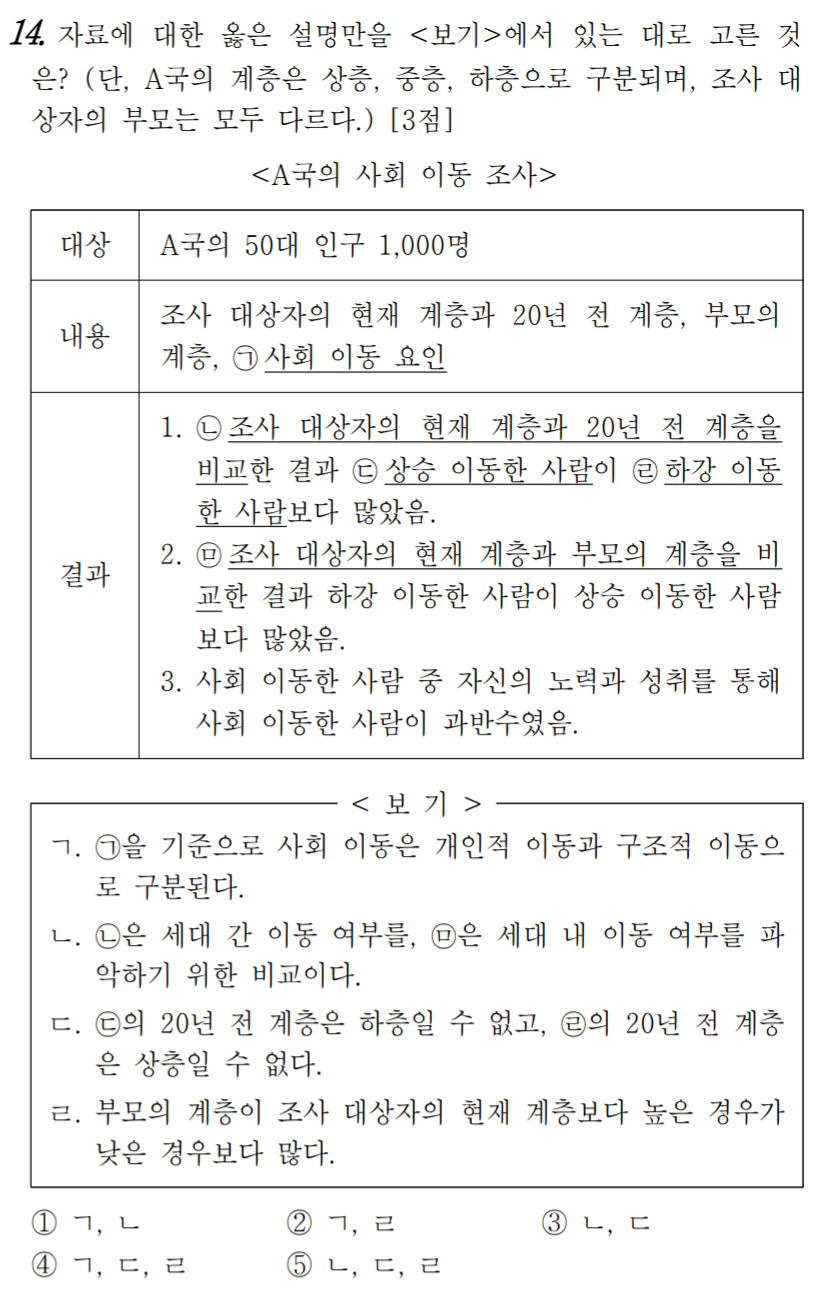 14. 자료에 대한 옳은 설명만을 <보기>에서 있는 대로 고른 것
은? (단, A국의 계층은 상층, 중층, 하층으로 구분되며, 조사 대
상자의 부모는 모두 다르다.) [3점]
<A국의 사회 이동 조사>
대상
A국의 50대 인구 1,000명
내용
조사 대상자의 현재 계층과 20년 전 계층, 부모의
계층, ㉠사회 이동 요인
결과
1. ㉡조사 대상자의 현재 계층과 20년 전 계층을
비교한 결과 ㉢상승 이동한 사람이 ㉣하강 이동
한 사람보다 많았음.
2. ㉤조사 대상자의 현재 계층과 부모의 계층을 비
교한 결과 하강 이동한 사람이 상승 이동한 사람
보다 많았음.
3. 사회 이동한 사람 중 자신의 노력과 성취를 통해
사회 이동한 사람이 과반수였음.
< 보 기 >
ㄱ. ㉠을 기준으로 사회 이동은 개인적 이동과 구조적 이동으
로 구분된다.
ㄴ. ㉡은 세대 간 이동 여부를, ㉤은 세대 내 이동 여부를 파
악하기 위한 비교이다.
ㄷ. ㉢의 20년 전 계층은 하층일 수 없고, ㉣의 20년 전 계층
은 상층일 수 없다.
ㄹ. 부모의 계층이 조사 대상자의 현재 계층보다 높은 경우가
낮은 경우보다 많다.
① ㄱ, ㄴ ② ㄱ, ㄹ ③ ㄴ, ㄷ
④ ㄱ, ㄷ, ㄹ ⑤ ㄴ, ㄷ, ㄹ